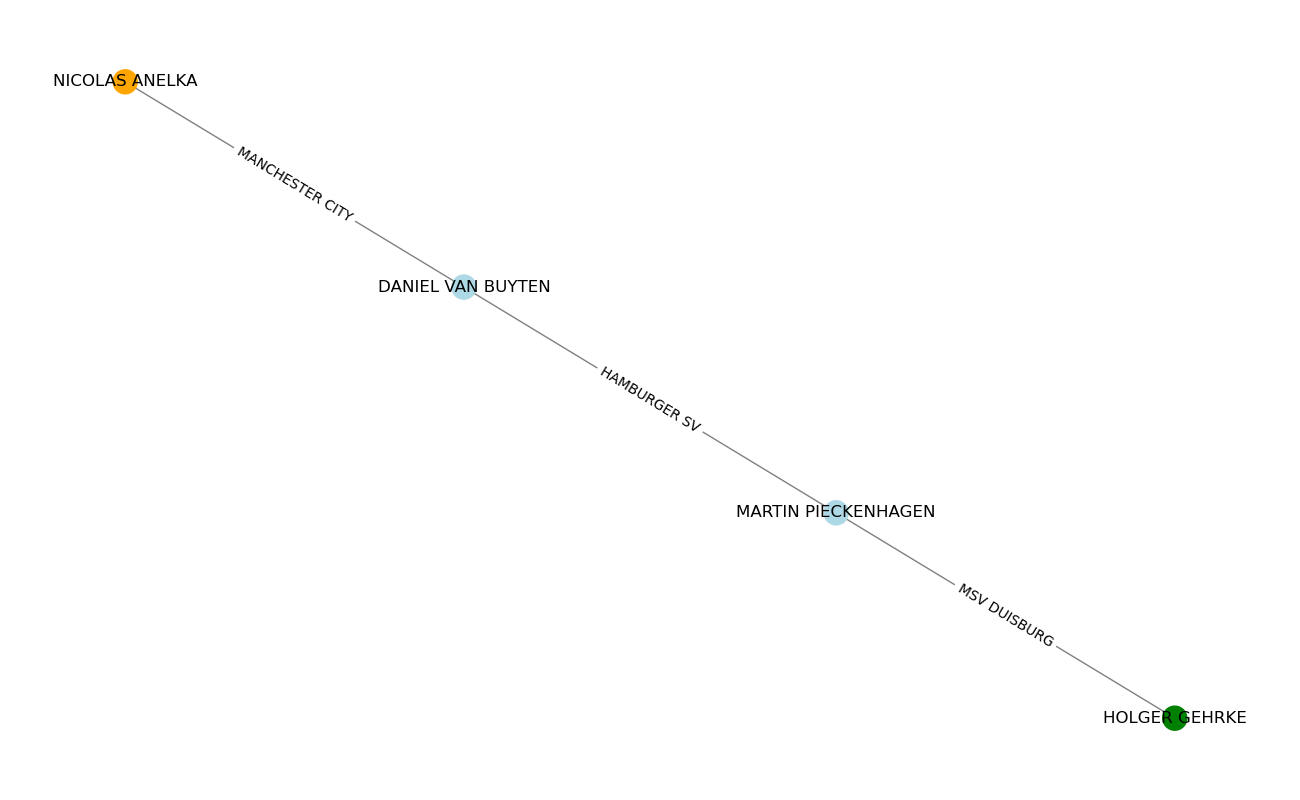 NICOLAS ANELKA
MANCHESTER CITY
DANIEL VAN BUYTEN
HAMBURGER SV
MARTIN PIECKENHAGEN
MSV DUISBURG
HOLGER GEHRKE